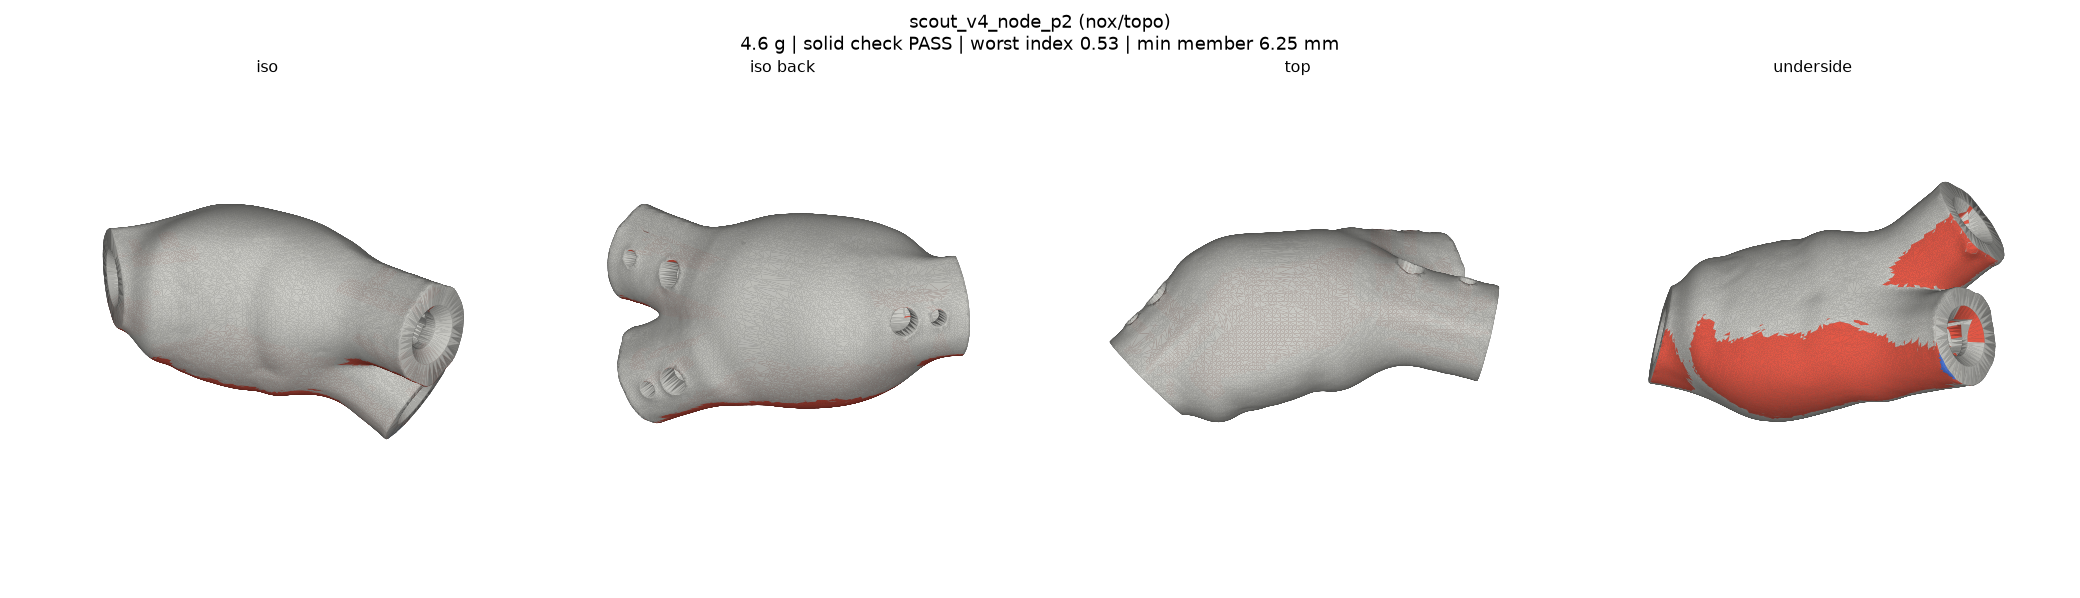 scout_v4_node_p2 (nox/topo)
4.6 g | solid check PASS | worst index 0.53 | min member 6.25 mm
iso
iso back
top
underside